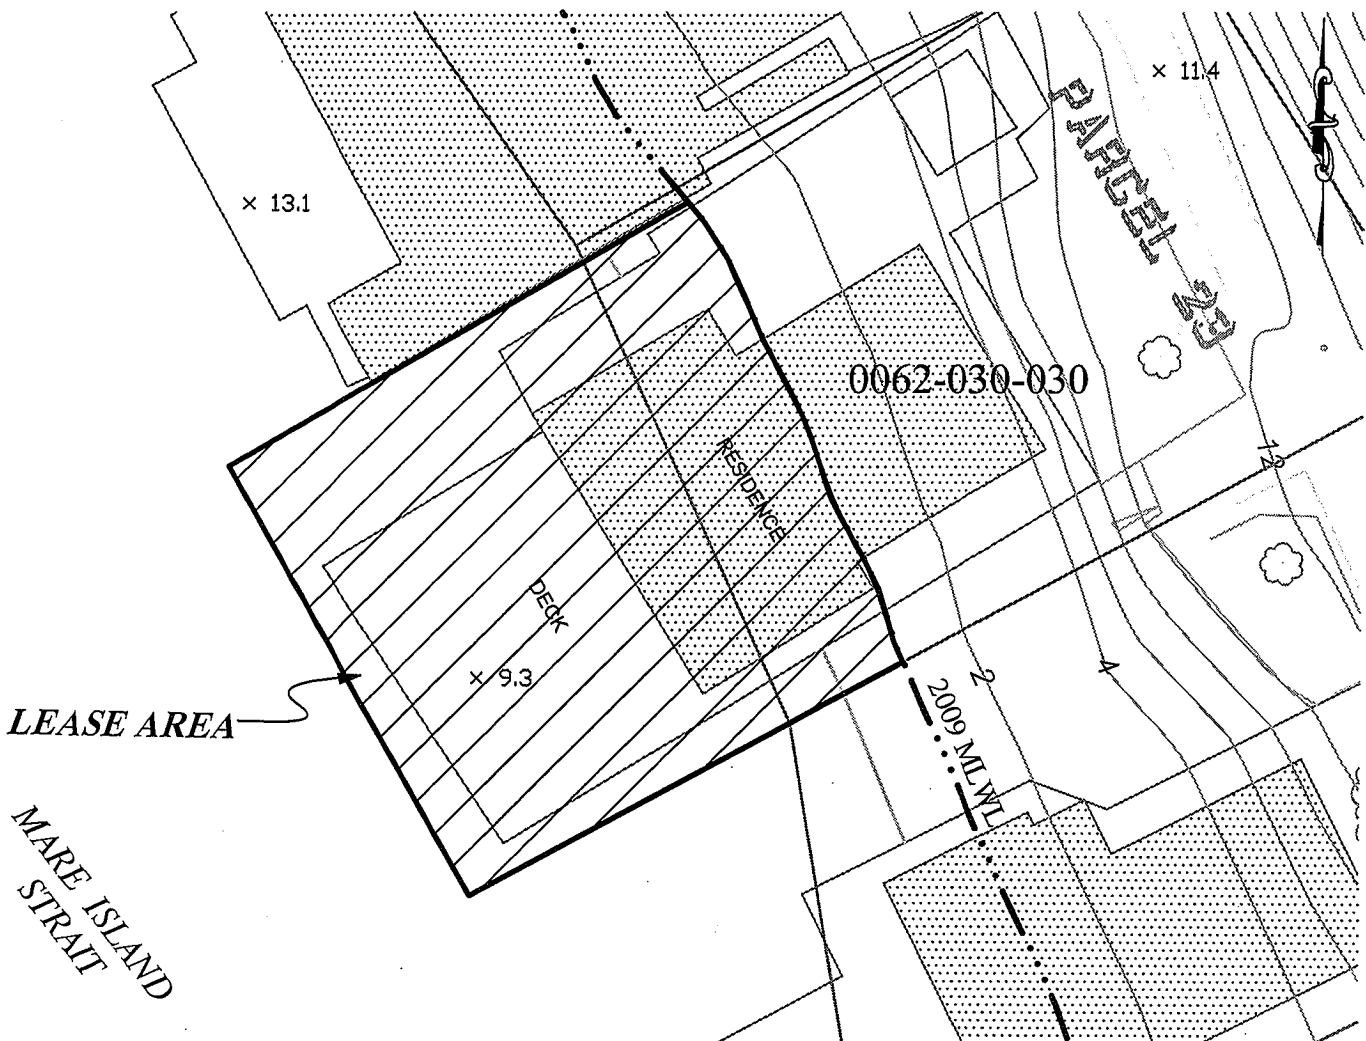 × 11.4
PARCEL 23
× 13.1
0062-030-030
RESIDENCE
12
DECK
× 9.3
2
4
LEASE AREA
2009 MLWL
MARE ISLAND
STRAIT